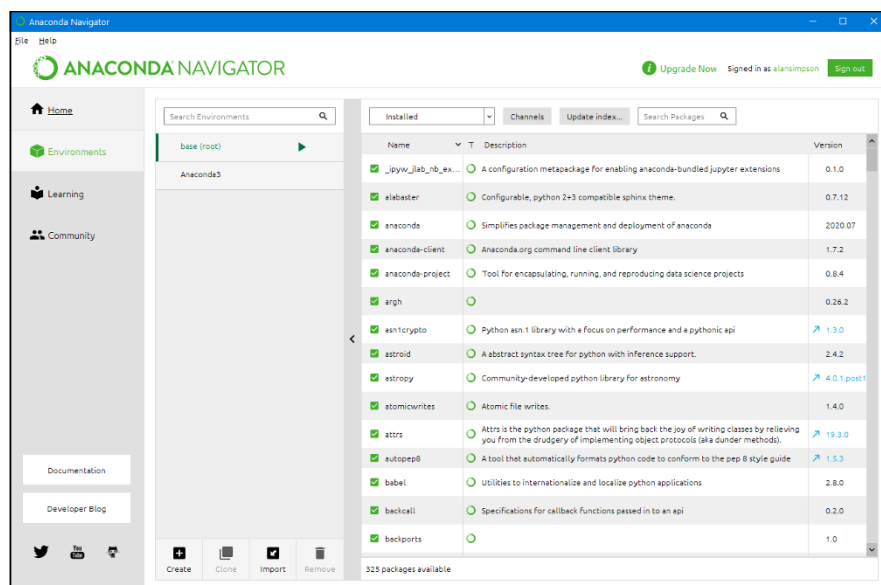 Anaconda Navigator
File Help
ANACONDA NAVIGATOR
Upgrade Now Signed in as alansimpson Sign out
Home
Environments
Learning
Community
Documentation
Developer Blog
You
Tube
Search Environments
base (root)
Anaconda3
Create Clone Import Remove
Installed Channels Update index... Search Packages
Name T Description Version
_ipyw_jlab_nb_ex... A configuration metapackage for enabling anaconda-bundled jupyter extensions 0.1.0
alabaster Configurable, python 2+3 compatible sphinx theme. 0.7.12
anaconda Simplifies package management and deployment of anaconda 2020.07
anaconda-client Anaconda.org command line client library 1.7.2
anaconda-project Tool for encapsulating, running, and reproducing data science projects 0.8.4
argh 0.26.2
asn1crypto Python asn.1 library with a focus on performance and a pythonic api 1.3.0
astroid A abstract syntax tree for python with inference support. 2.4.2
astropy Community-developed python library for astronomy 4.0.1.post1
atomicwrites Atomic file writes. 1.4.0
attrs Attrs is the python package that will bring back the joy of writing classes by relieving
you from the drudgery of implementing object protocols (aka dunder methods). 19.3.0
autopep8 A tool that automatically formats python code to conform to the pep 8 style guide 1.5.3
babel Utilities to internationalize and localize python applications 2.8.0
backcall Specifications for callback functions passed in to an api 0.2.0
backports 1.0
325 packages available